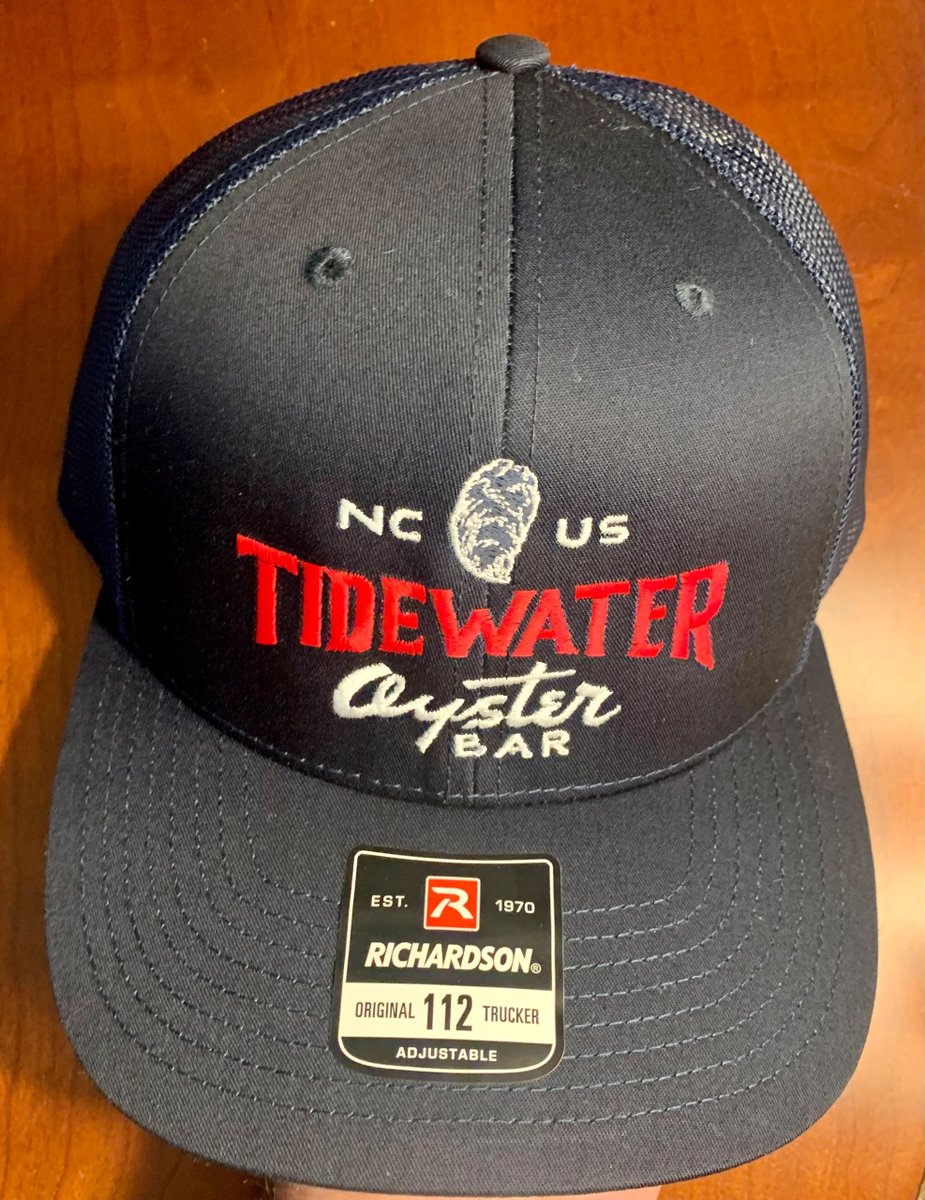 NC US
TIDEWATER
Oyster
BAR
EST. R 1970
RICHARDSON®
ORIGINAL 112 TRUCKER
ADJUSTABLE